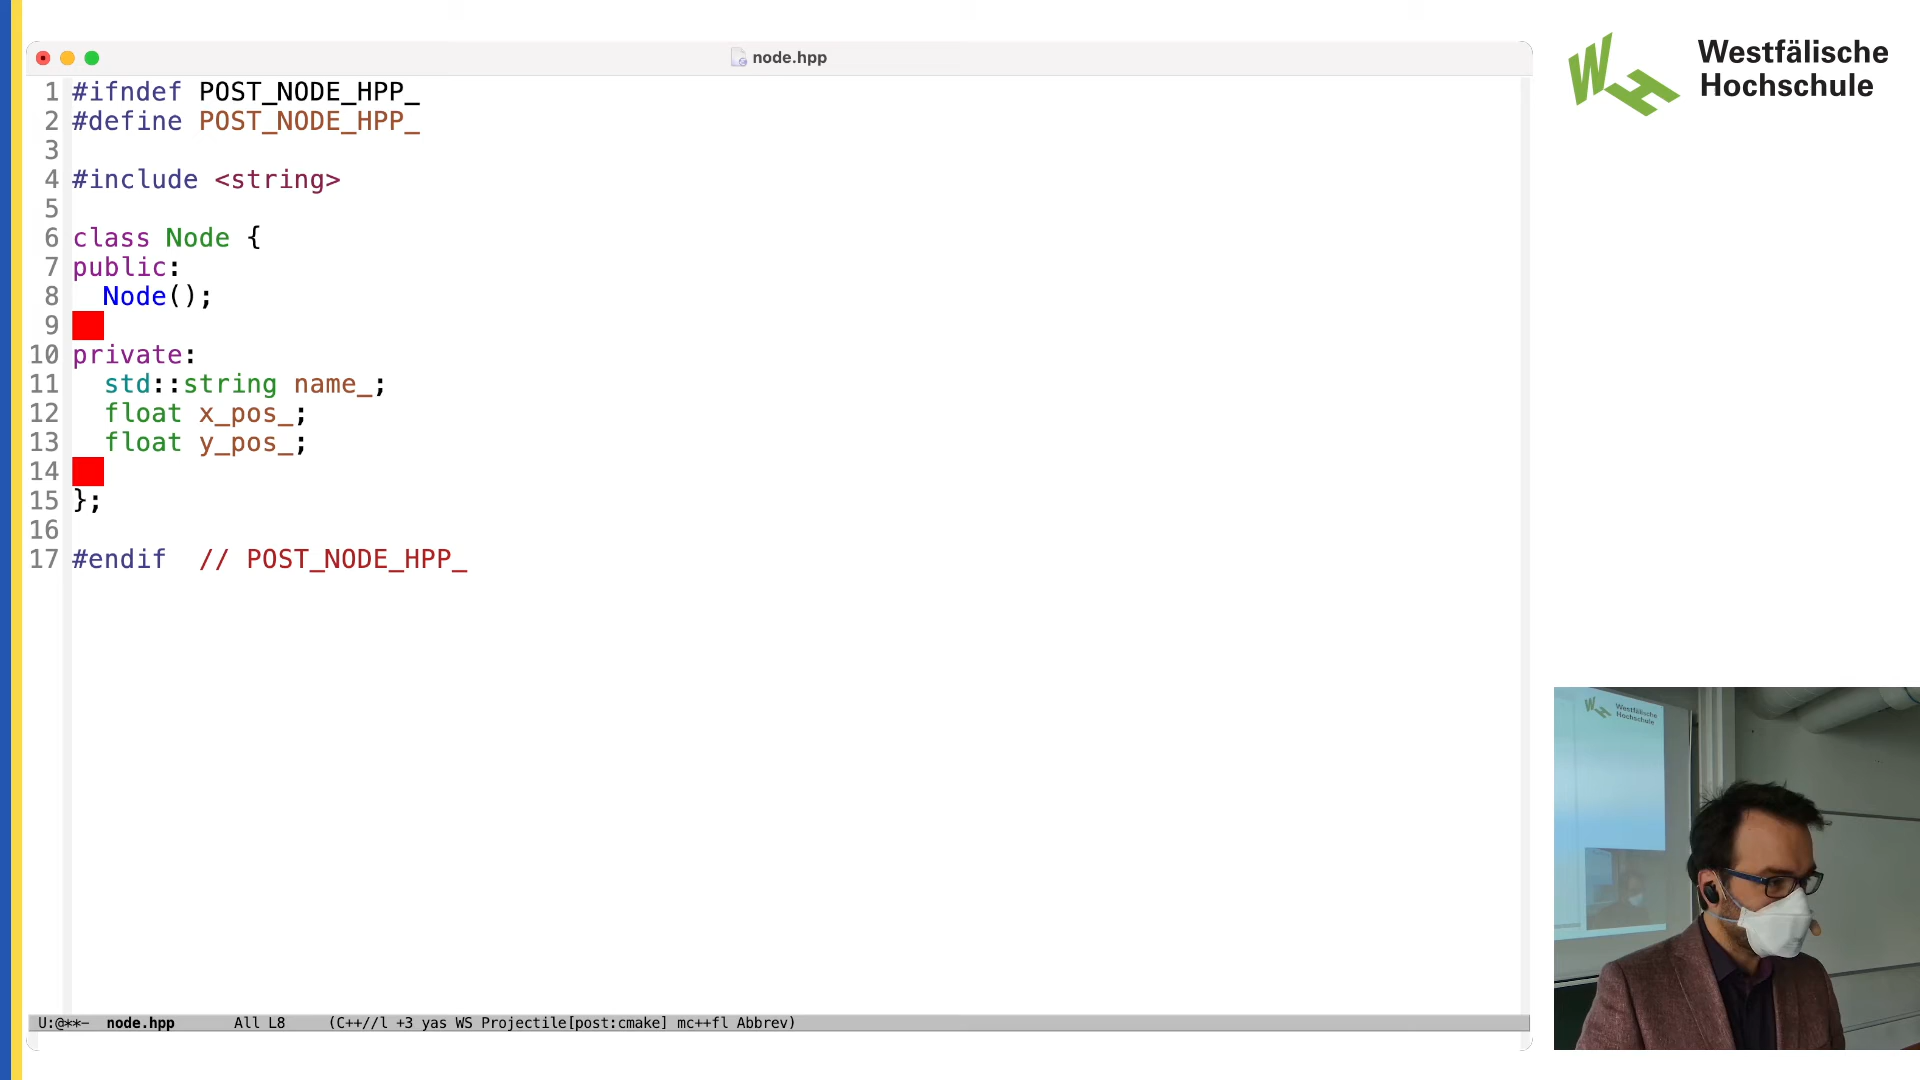 node.hpp
Westfälische
Hochschule
1 #ifndef POST_NODE_HPP_
2 #define POST_NODE_HPP_
3
4 #include <string>
5
6 class Node {
7 public:
8   Node();
9
10 private:
11   std::string name_;
12   float x_pos_;
13   float y_pos_;
14
15 };
16
17 #endif  // POST_NODE_HPP_
U:@**- node.hpp All L8 (C++//l +3 yas WS Projectile[post:cmake] mc++fl Abbrev)
Westfälische
Hochschule